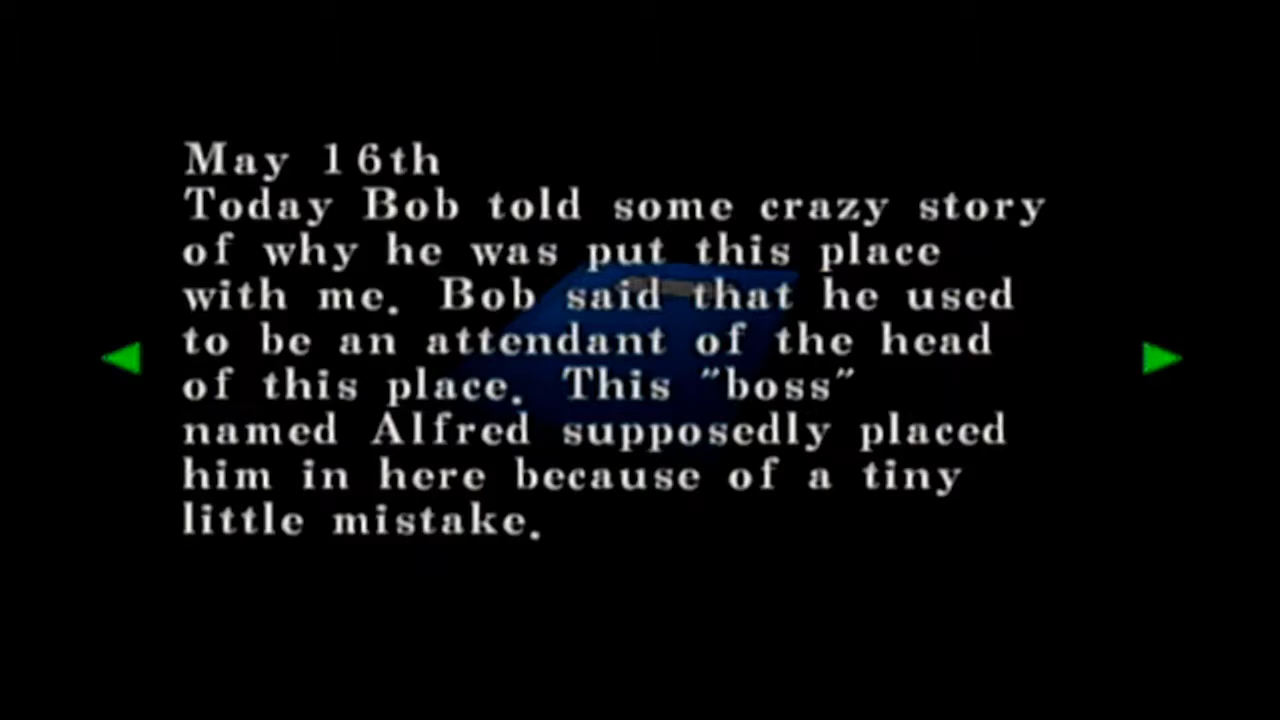 May 16th
Today Bob told some crazy story
of why he was put this place
with me. Bob said that he used
to be an attendant of the head
of this place. This "boss"
named Alfred supposedly placed
him in here because of a tiny
little mistake.